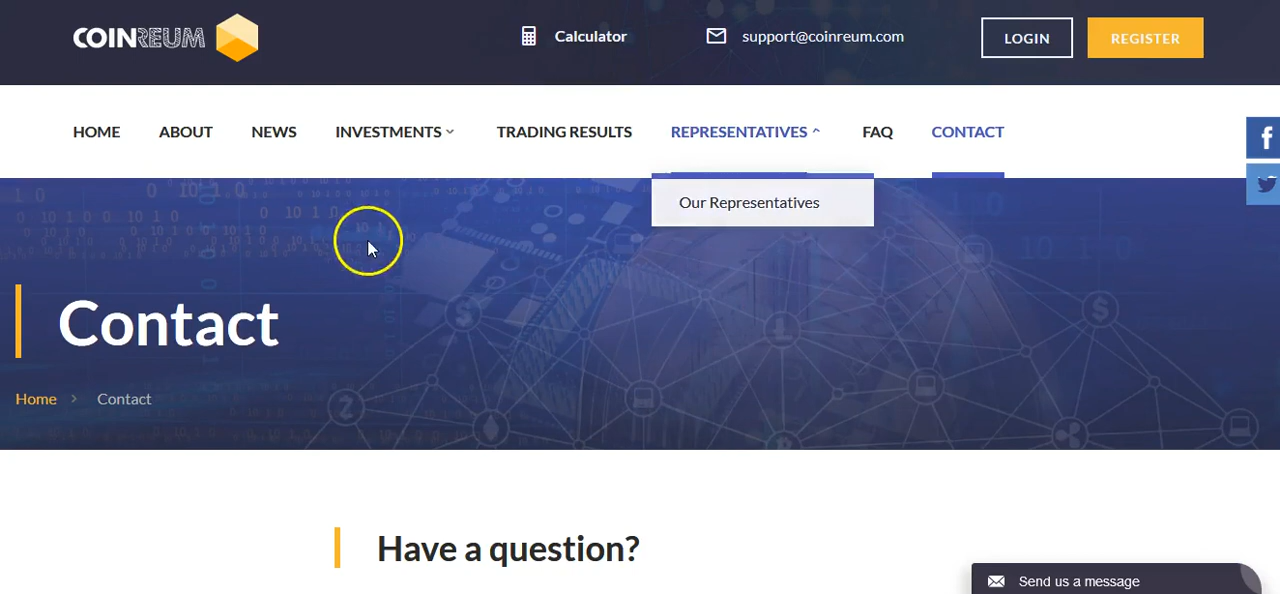 COINREUM
Calculator
support@coinreum.com
LOGIN
REGISTER
HOME
ABOUT
NEWS
INVESTMENTS
TRADING RESULTS
REPRESENTATIVES
FAQ
CONTACT
Our Representatives
Contact
Home
Contact
Have a question?
Send us a message